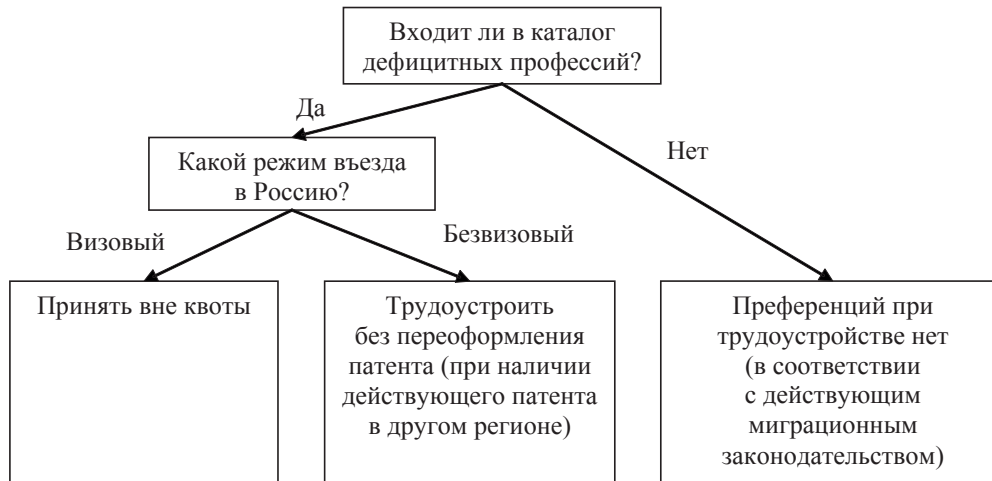 Входит ли в каталог
дефицитных профессий?
Да
Нет
Какой режим въезда
в Россию?
Визовый
Безвизовый
Принять вне квоты
Трудоустроить
без переоформления
патента (при наличии
действующего патента
в другом регионе)
Преференций при
трудоустройстве нет
(в соответствии
с действующим
миграционным
законодательством)